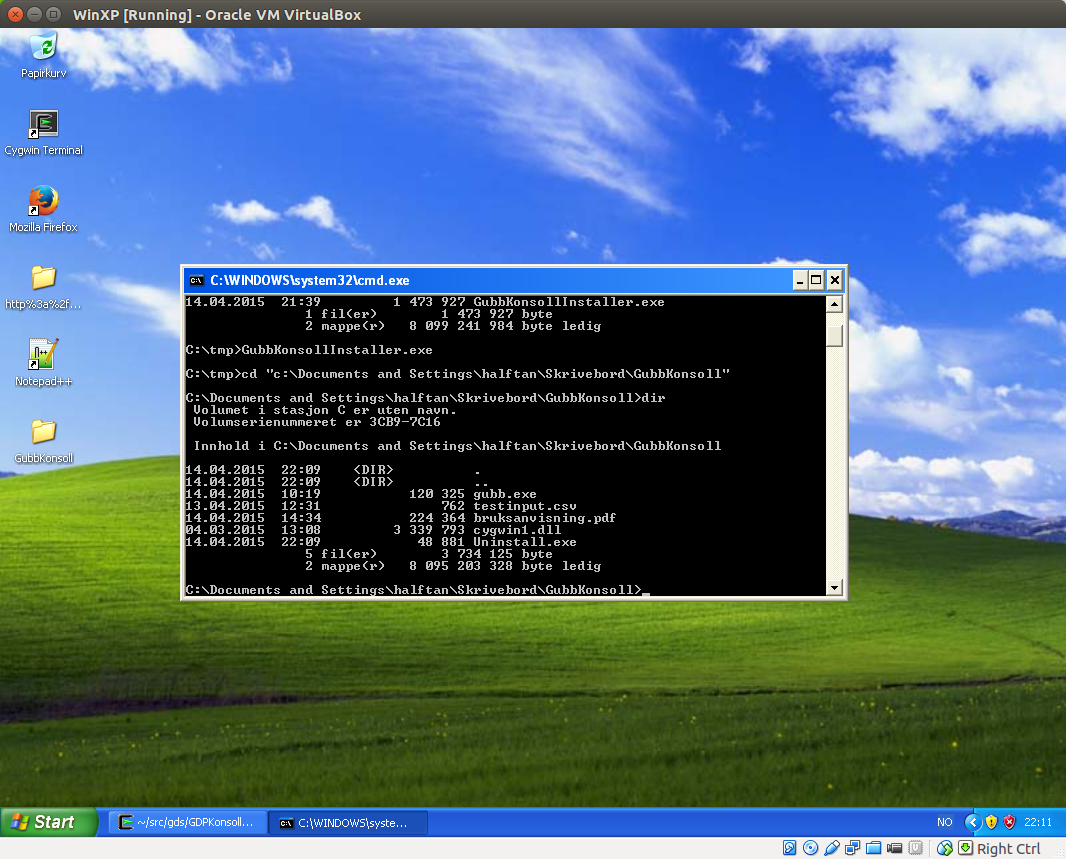 WinXP [Running] - Oracle VM VirtualBox
Papirkurv
Cygwin Terminal
Mozilla Firefox
http%3a%2f...
Notepad++
GubbKonsoll
C:\WINDOWS\system32\cmd.exe
14.04.2015  21:39         1 473 927 GubbKonsollInstaller.exe
1 fil(er)        1 473 927 byte
2 mappe(r)   8 099 241 984 byte ledig
C:\tmp>GubbKonsollInstaller.exe
C:\tmp>cd "c:\Documents and Settings\halftan\Skrivebord\GubbKonsoll"
C:\Documents and Settings\halftan\Skrivebord\GubbKonsoll>dir
Volumet i stasjon C er uten navn.
Volumserienummeret er 3CB9-7C16
Innhold i C:\Documents and Settings\halftan\Skrivebord\GubbKonsoll
14.04.2015  22:09    <DIR>          .
14.04.2015  22:09    <DIR>          ..
14.04.2015  10:19           120 325 gubb.exe
13.04.2015  12:31               762 testinput.csv
14.04.2015  14:34           224 364 bruksanvisning.pdf
04.03.2015  13:08         3 339 793 cygwin1.dll
14.04.2015  22:09            48 881 Uninstall.exe
5 fil(er)        3 734 125 byte
2 mappe(r)   8 095 203 328 byte ledig
C:\Documents and Settings\halftan\Skrivebord\GubbKonsoll>_
Start
~/src/gds/GDPKonsoll...
C:\WINDOWS\syste...
NO
22:11
Right Ctrl